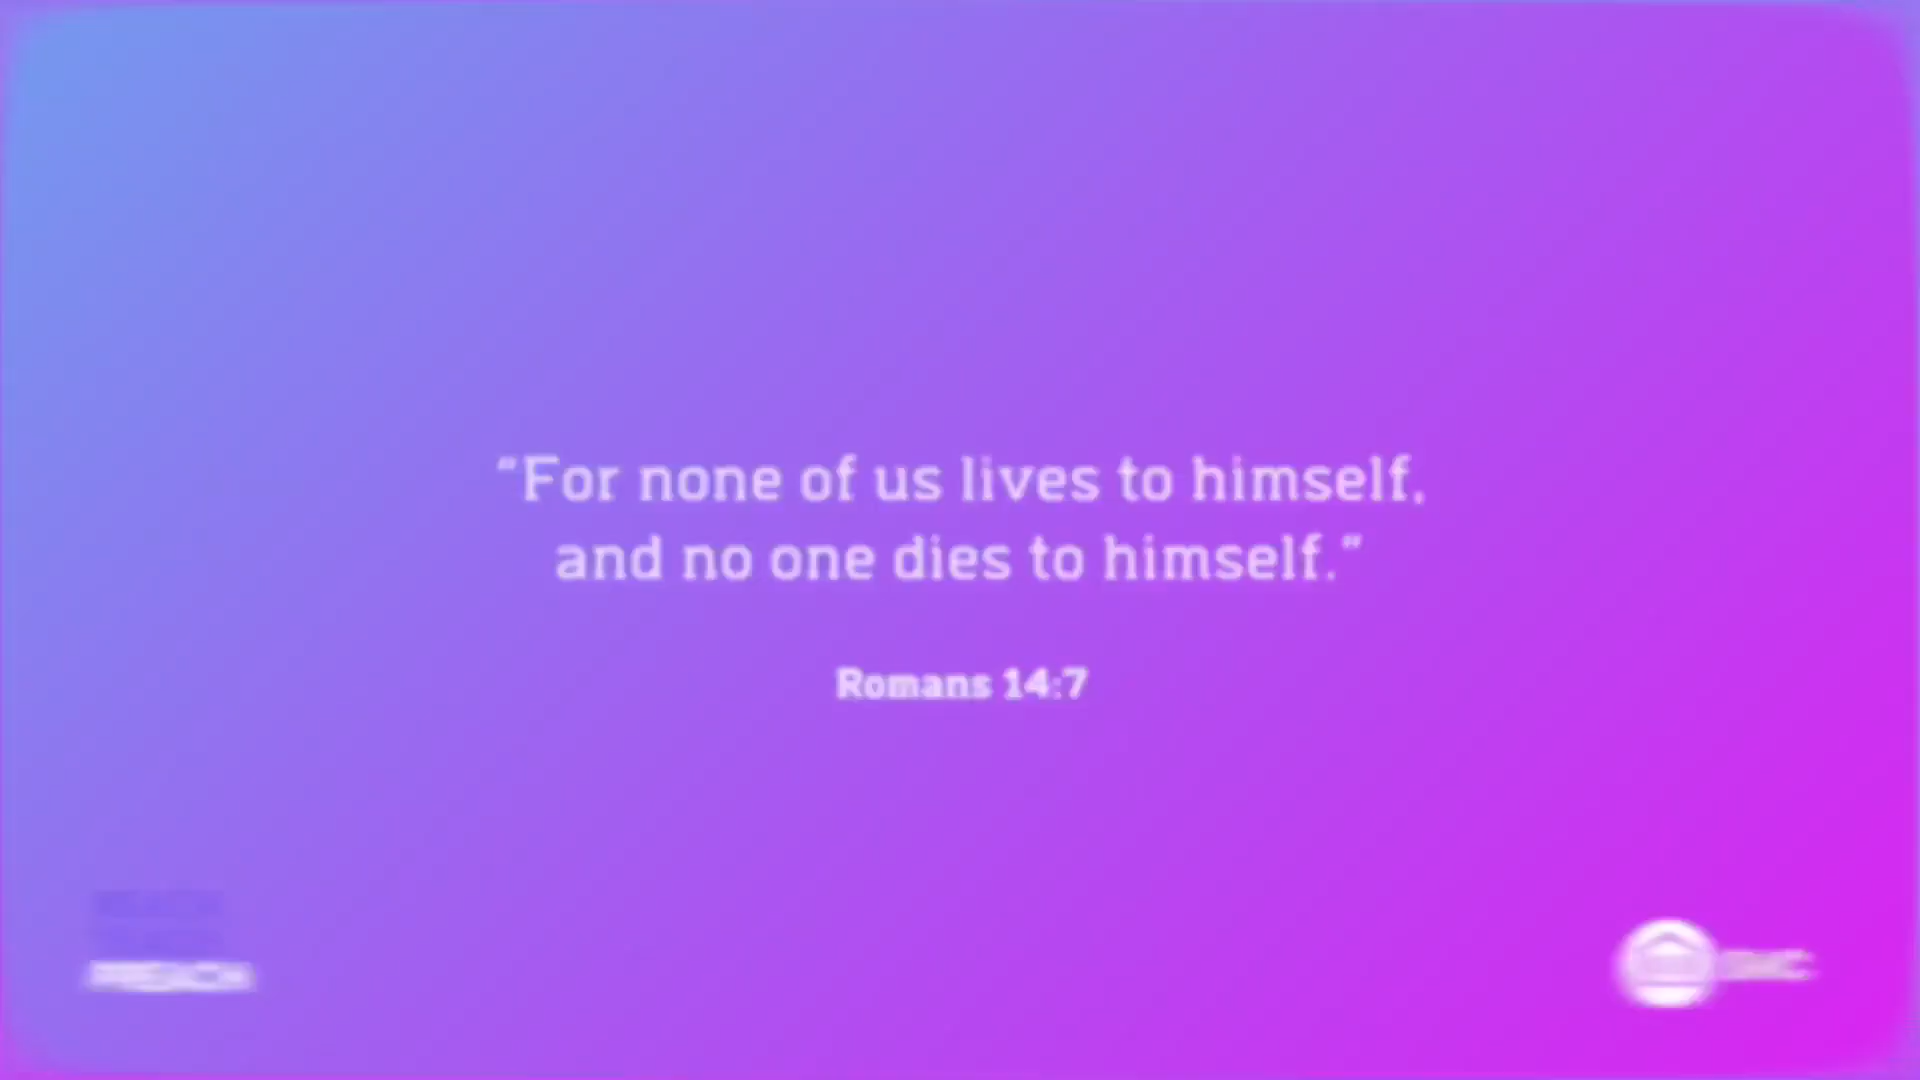 “For none of us lives to himself,
and no one dies to himself.”
Romans 14:7